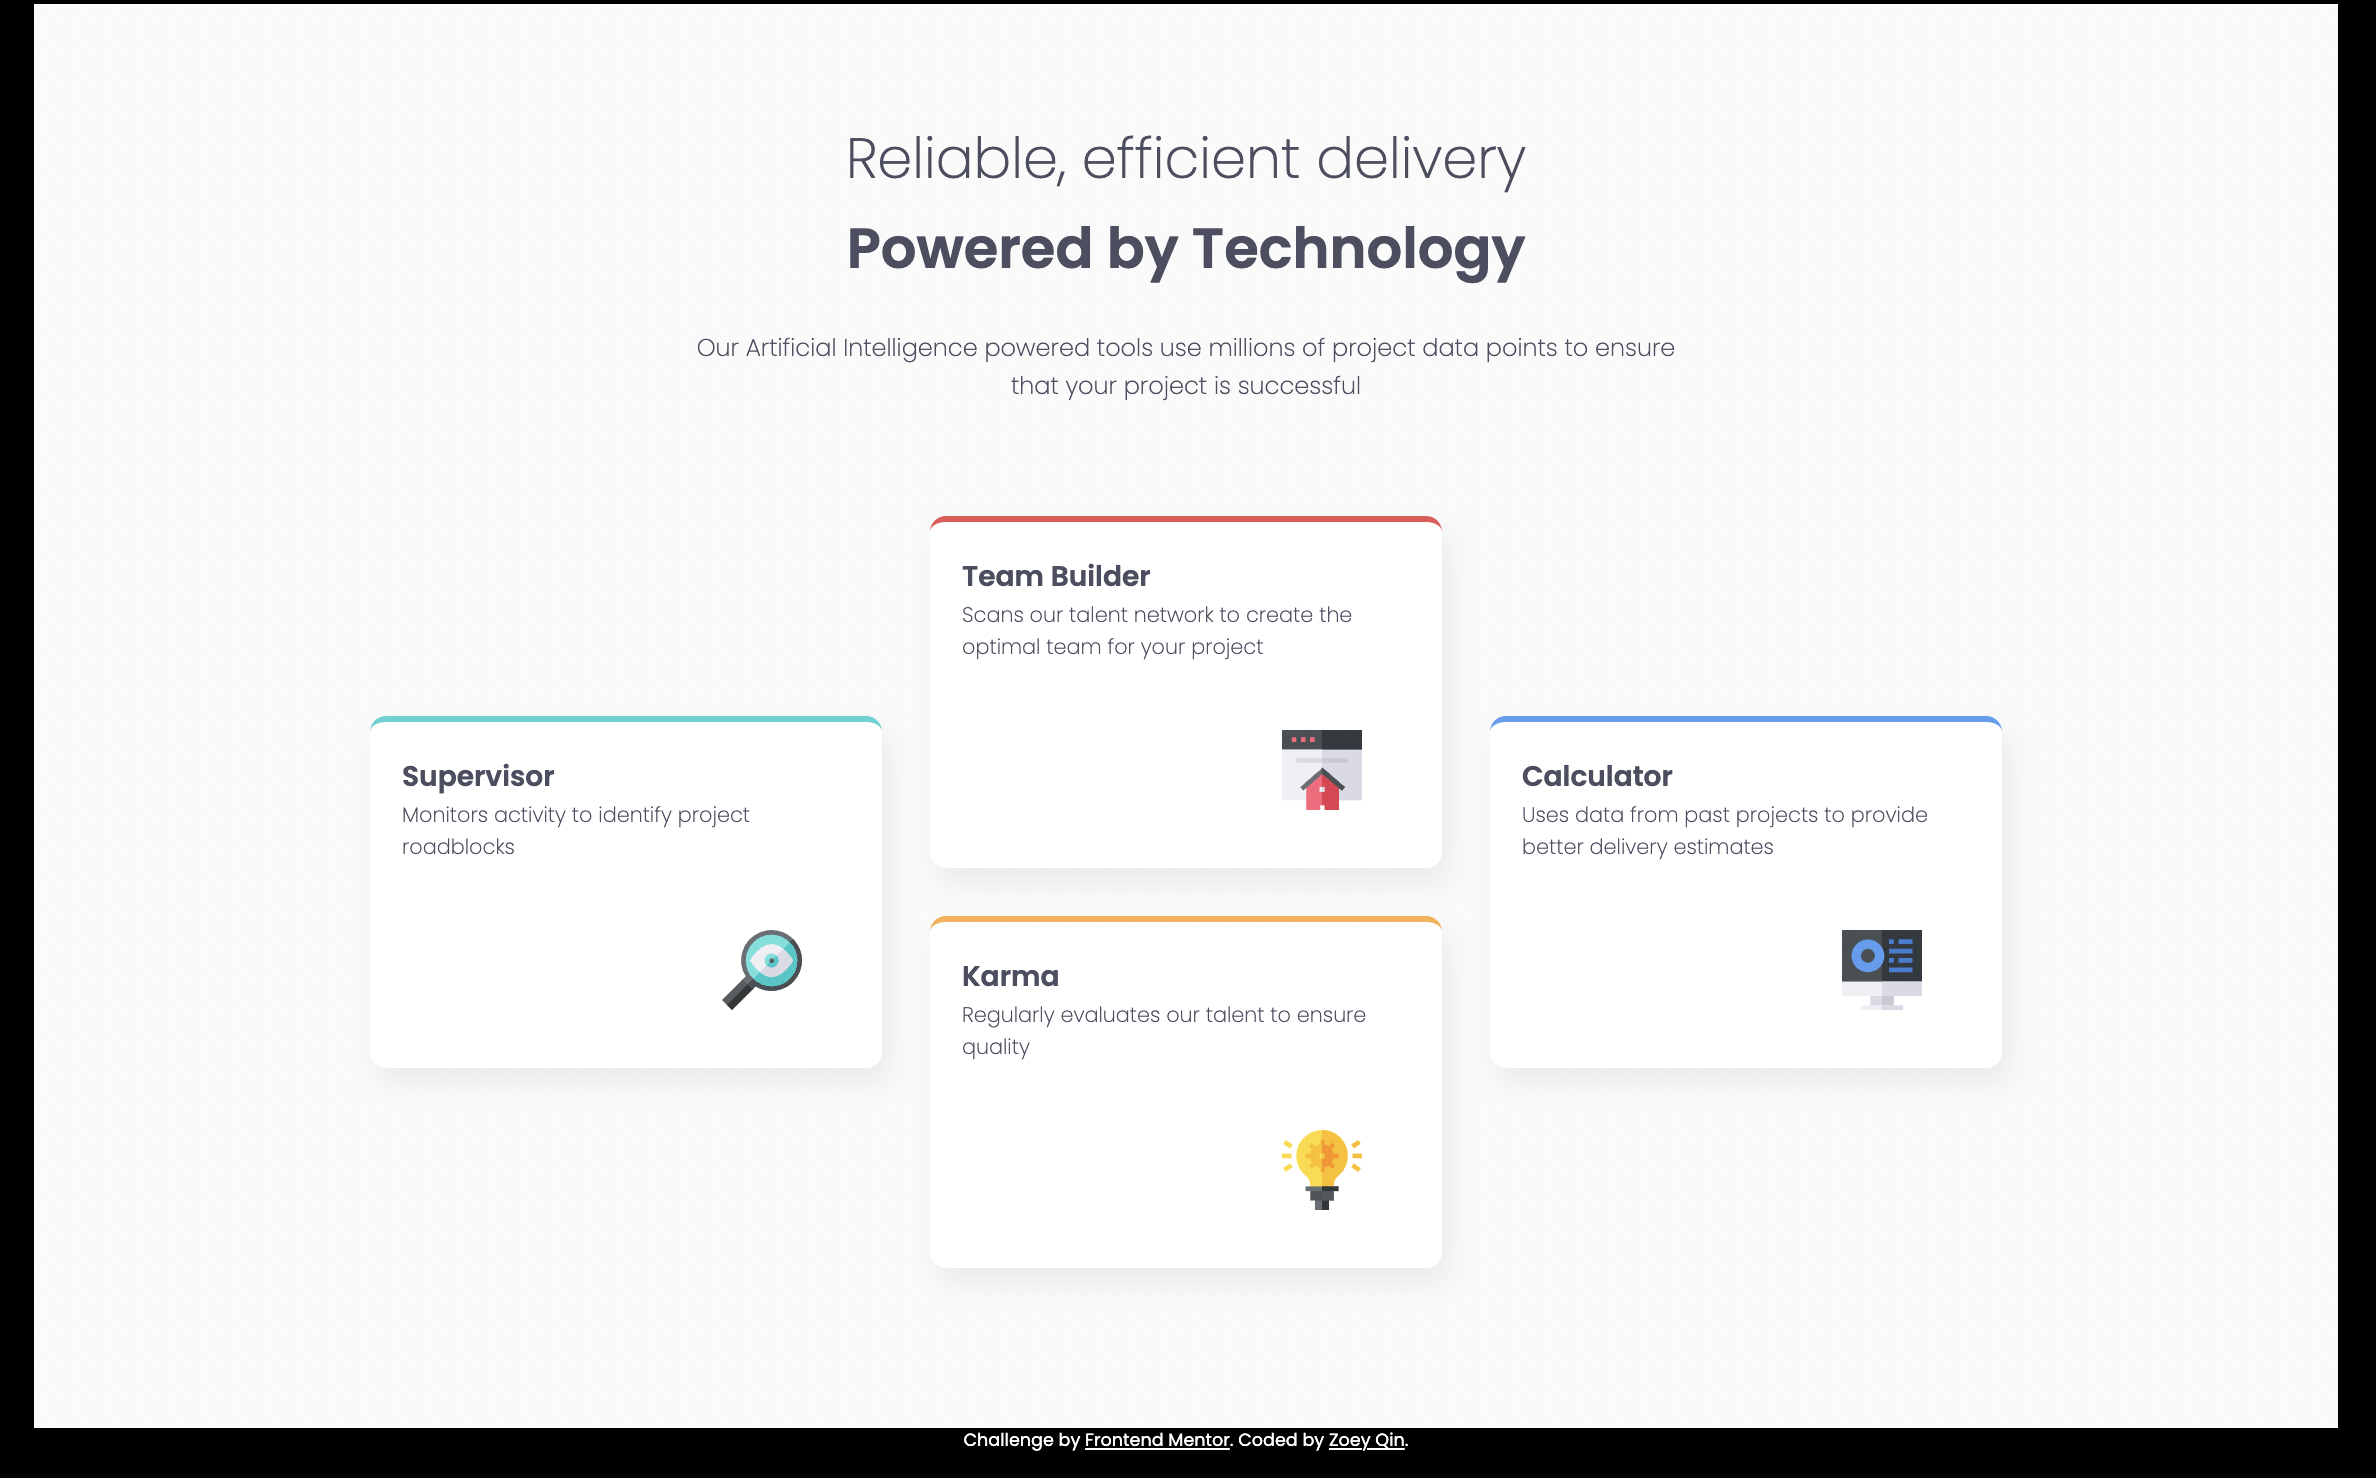 Reliable, efficient delivery
Powered by Technology
Our Artificial Intelligence powered tools use millions of project data points to ensure
that your project is successful
Team Builder
Scans our talent network to create the
optimal team for your project
Supervisor
Monitors activity to identify project
roadblocks
Calculator
Uses data from past projects to provide
better delivery estimates
Karma
Regularly evaluates our talent to ensure
quality
Challenge by Frontend Mentor. Coded by Zoey Qin.